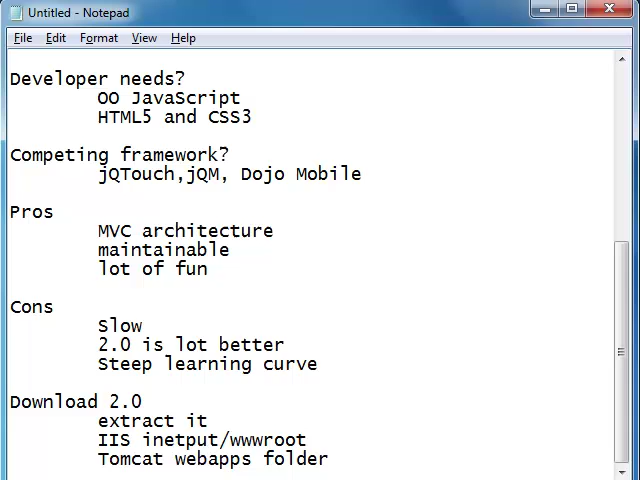 Untitled - Notepad
File Edit Format View Help
Developer needs?
OO JavaScript
HTML5 and CSS3
Competing framework?
jQTouch,jQM, Dojo Mobile
Pros
MVC architecture
maintainable
lot of fun
Cons
Slow
2.0 is lot better
Steep learning curve
Download 2.0
extract it
IIS inetput/wwwroot
Tomcat webapps folder